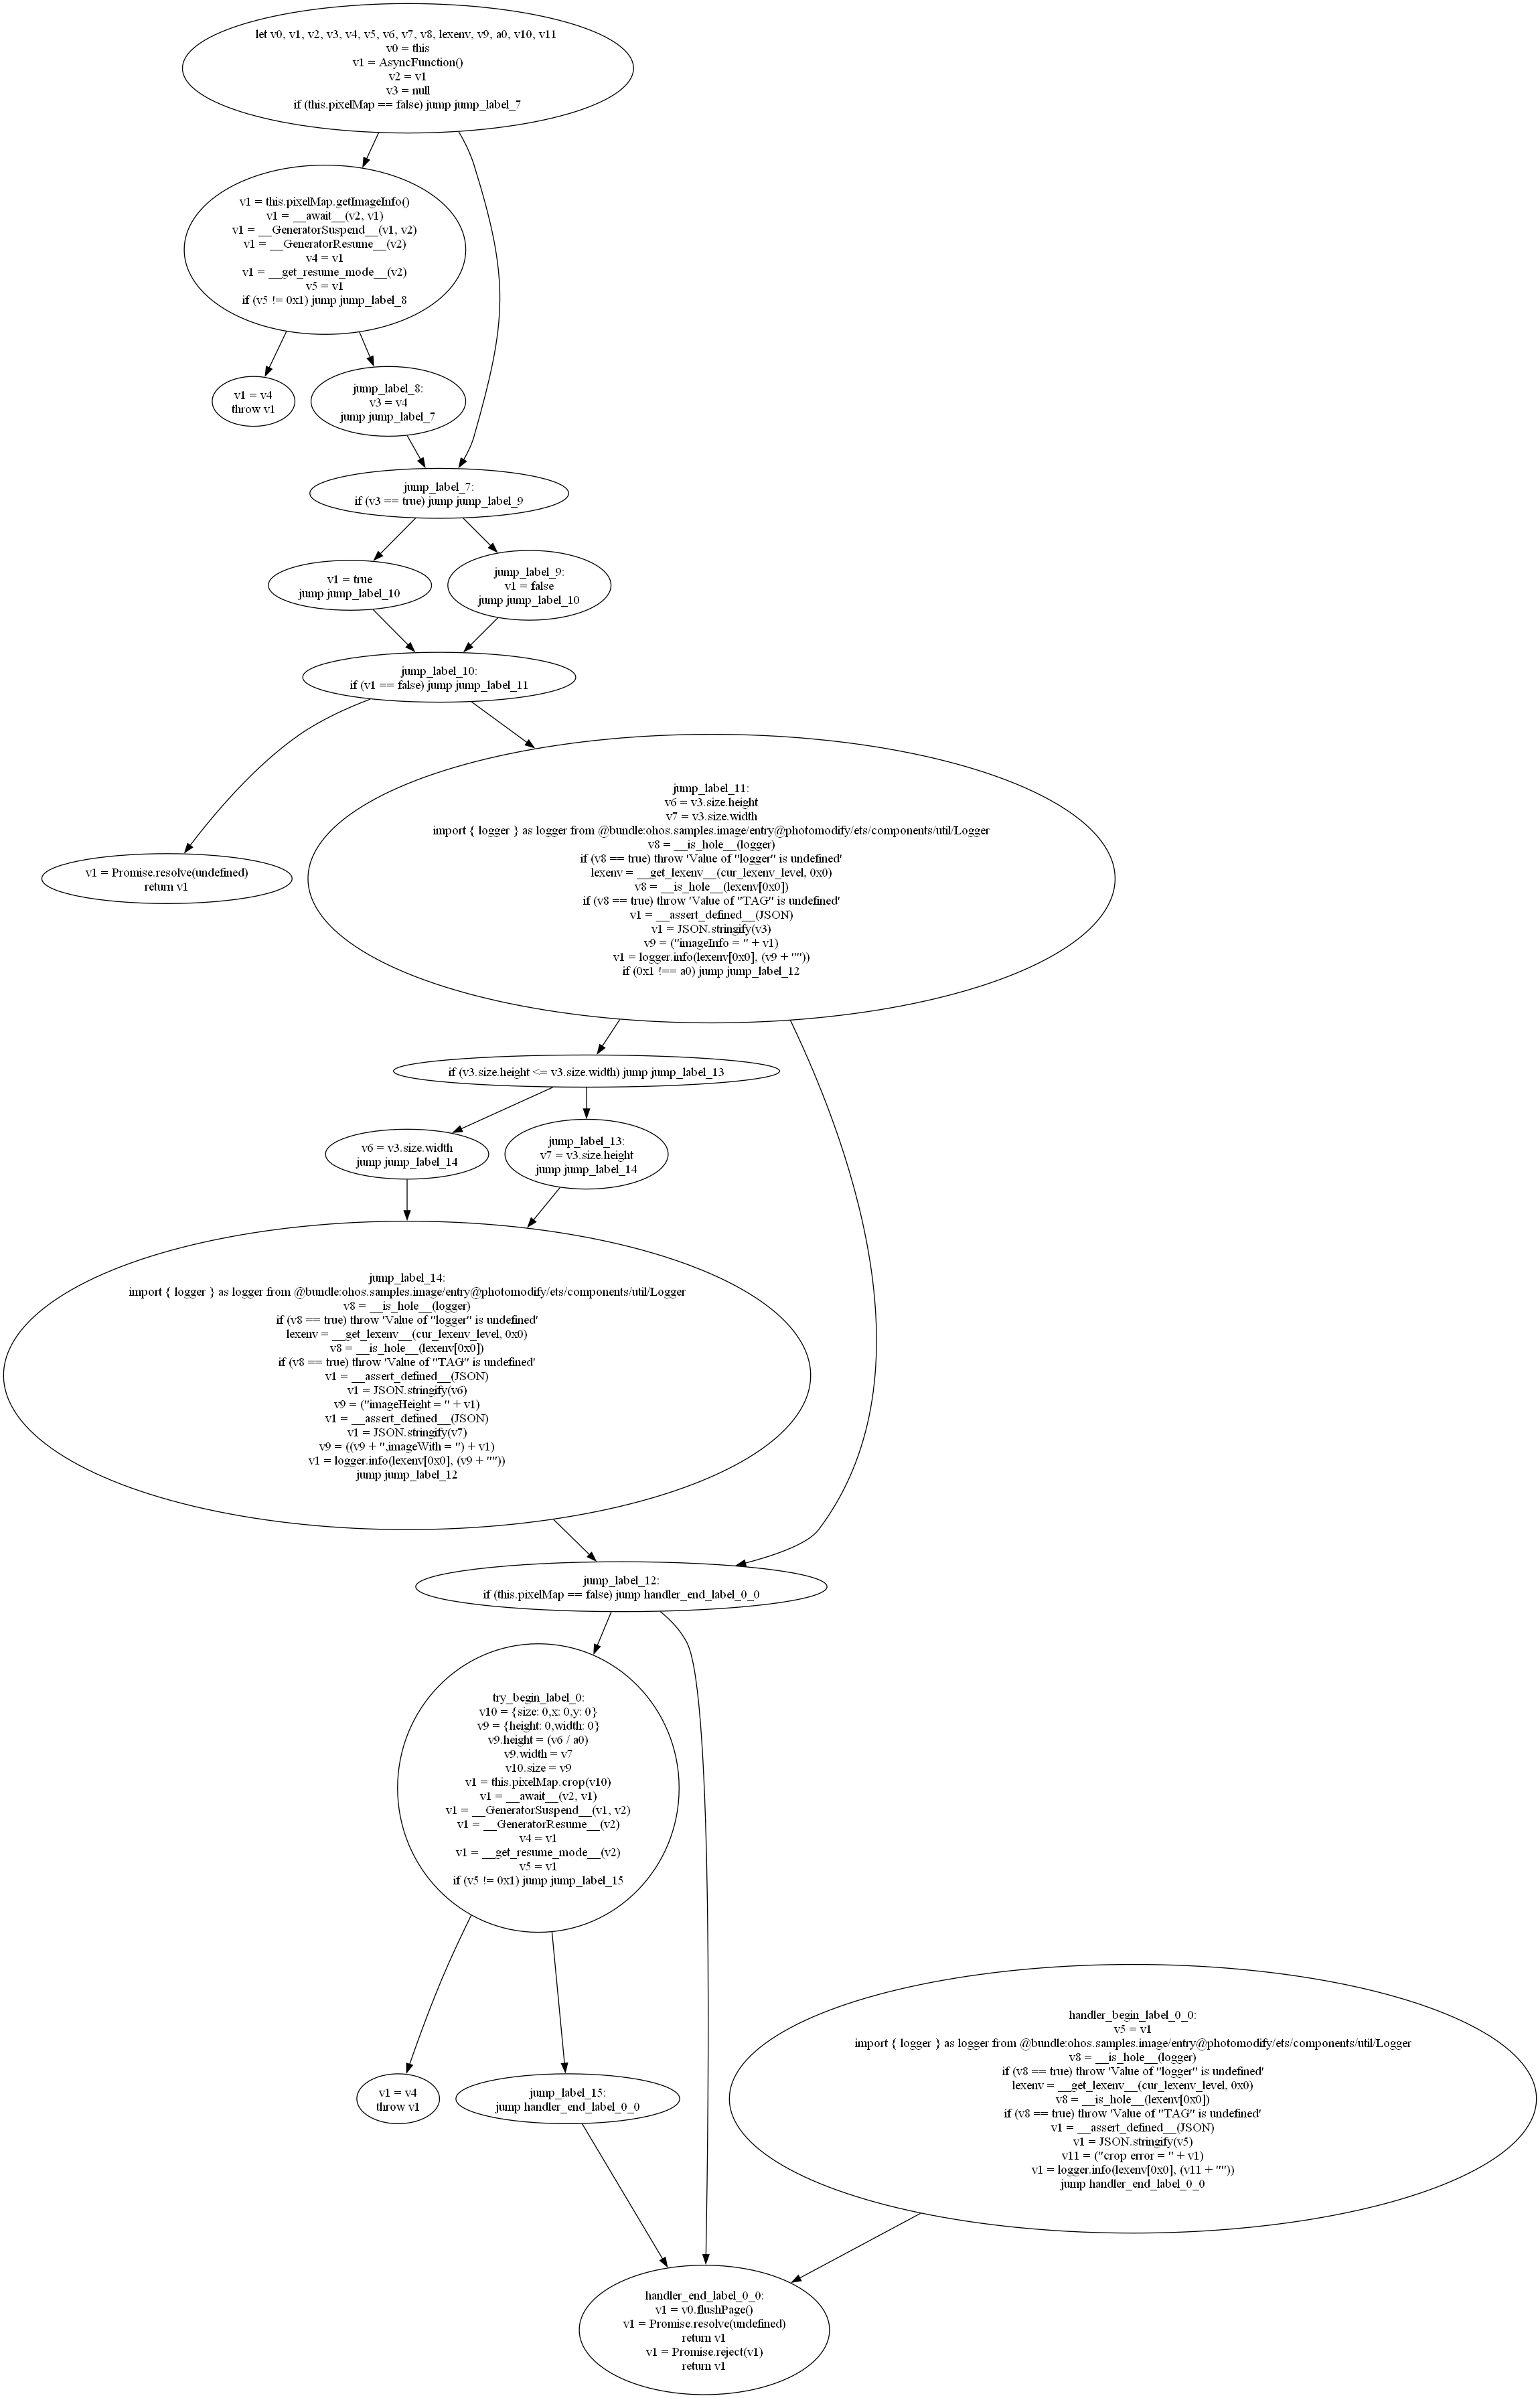 let v0, v1, v2, v3, v4, v5, v6, v7, v8, lexenv, v9, a0, v10, v11
v0 = this
v1 = AsyncFunction()
v2 = v1
v3 = null
if (this.pixelMap == false) jump jump_label_7
v1 = this.pixelMap.getImageInfo()
v1 = __await__(v2, v1)
v1 = __GeneratorSuspend__(v1, v2)
v1 = __GeneratorResume__(v2)
v4 = v1
v1 = __get_resume_mode__(v2)
v5 = v1
if (v5 != 0x1) jump jump_label_8
v1 = v4
throw v1
jump_label_8:
v3 = v4
jump jump_label_7
jump_label_7:
if (v3 == true) jump jump_label_9
v1 = true
jump jump_label_10
jump_label_9:
v1 = false
jump jump_label_10
jump_label_10:
if (v1 == false) jump jump_label_11
v1 = Promise.resolve(undefined)
return v1
jump_label_11:
v6 = v3.size.height
v7 = v3.size.width
import { logger } as logger from @bundle:ohos.samples.image/entry@photomodify/ets/components/util/Logger
v8 = __is_hole__(logger)
if (v8 == true) throw 'Value of "logger" is undefined'
lexenv = __get_lexenv__(cur_lexenv_level, 0x0)
v8 = __is_hole__(lexenv[0x0])
if (v8 == true) throw 'Value of "TAG" is undefined'
v1 = __assert_defined__(JSON)
v1 = JSON.stringify(v3)
v9 = ("imageInfo = " + v1)
v1 = logger.info(lexenv[0x0], (v9 + ""))
if (0x1 !== a0) jump jump_label_12
if (v3.size.height <= v3.size.width) jump jump_label_13
v6 = v3.size.width
jump jump_label_14
jump_label_13:
v7 = v3.size.height
jump jump_label_14
jump_label_14:
import { logger } as logger from @bundle:ohos.samples.image/entry@photomodify/ets/components/util/Logger
v8 = __is_hole__(logger)
if (v8 == true) throw 'Value of "logger" is undefined'
lexenv = __get_lexenv__(cur_lexenv_level, 0x0)
v8 = __is_hole__(lexenv[0x0])
if (v8 == true) throw 'Value of "TAG" is undefined'
v1 = __assert_defined__(JSON)
v1 = JSON.stringify(v6)
v9 = ("imageHeight = " + v1)
v1 = __assert_defined__(JSON)
v1 = JSON.stringify(v7)
v9 = ((v9 + ",imageWith = ") + v1)
v1 = logger.info(lexenv[0x0], (v9 + ""))
jump jump_label_12
jump_label_12:
if (this.pixelMap == false) jump handler_end_label_0_0
try_begin_label_0:
v10 = {size: 0,x: 0,y: 0}
v9 = {height: 0,width: 0}
v9.height = (v6 / a0)
v9.width = v7
v10.size = v9
v1 = this.pixelMap.crop(v10)
v1 = __await__(v2, v1)
v1 = __GeneratorSuspend__(v1, v2)
v1 = __GeneratorResume__(v2)
v4 = v1
v1 = __get_resume_mode__(v2)
v5 = v1
if (v5 != 0x1) jump jump_label_15
v1 = v4
throw v1
jump_label_15:
jump handler_end_label_0_0
handler_begin_label_0_0:
v5 = v1
import { logger } as logger from @bundle:ohos.samples.image/entry@photomodify/ets/components/util/Logger
v8 = __is_hole__(logger)
if (v8 == true) throw 'Value of "logger" is undefined'
lexenv = __get_lexenv__(cur_lexenv_level, 0x0)
v8 = __is_hole__(lexenv[0x0])
if (v8 == true) throw 'Value of "TAG" is undefined'
v1 = __assert_defined__(JSON)
v1 = JSON.stringify(v5)
v11 = ("crop error = " + v1)
v1 = logger.info(lexenv[0x0], (v11 + ""))
jump handler_end_label_0_0
handler_end_label_0_0:
v1 = v0.flushPage()
v1 = Promise.resolve(undefined)
return v1
v1 = Promise.reject(v1)
return v1